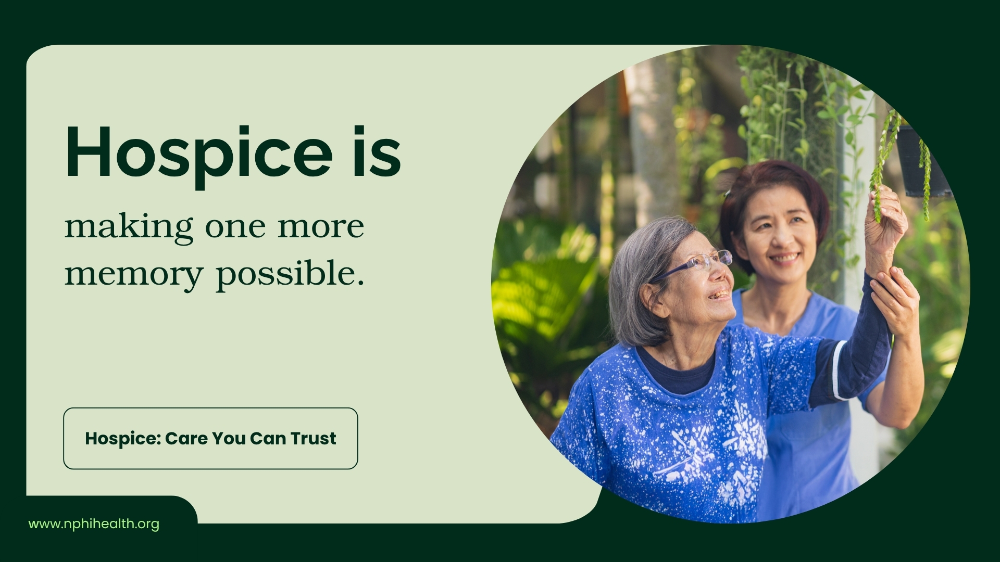 Hospice is
making one more
memory possible.
Hospice: Care You Can Trust
www.nphihealth.org